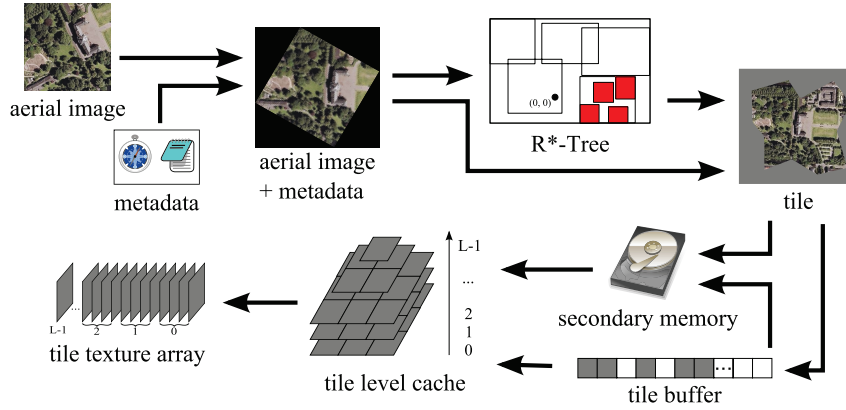 aerial image
metadata
aerial image
+ metadata
(0, 0)
R*-Tree
tile
secondary memory
tile buffer
...
L-1
...
2
1
0
tile level cache
L-1
...
2
1
0
tile texture array